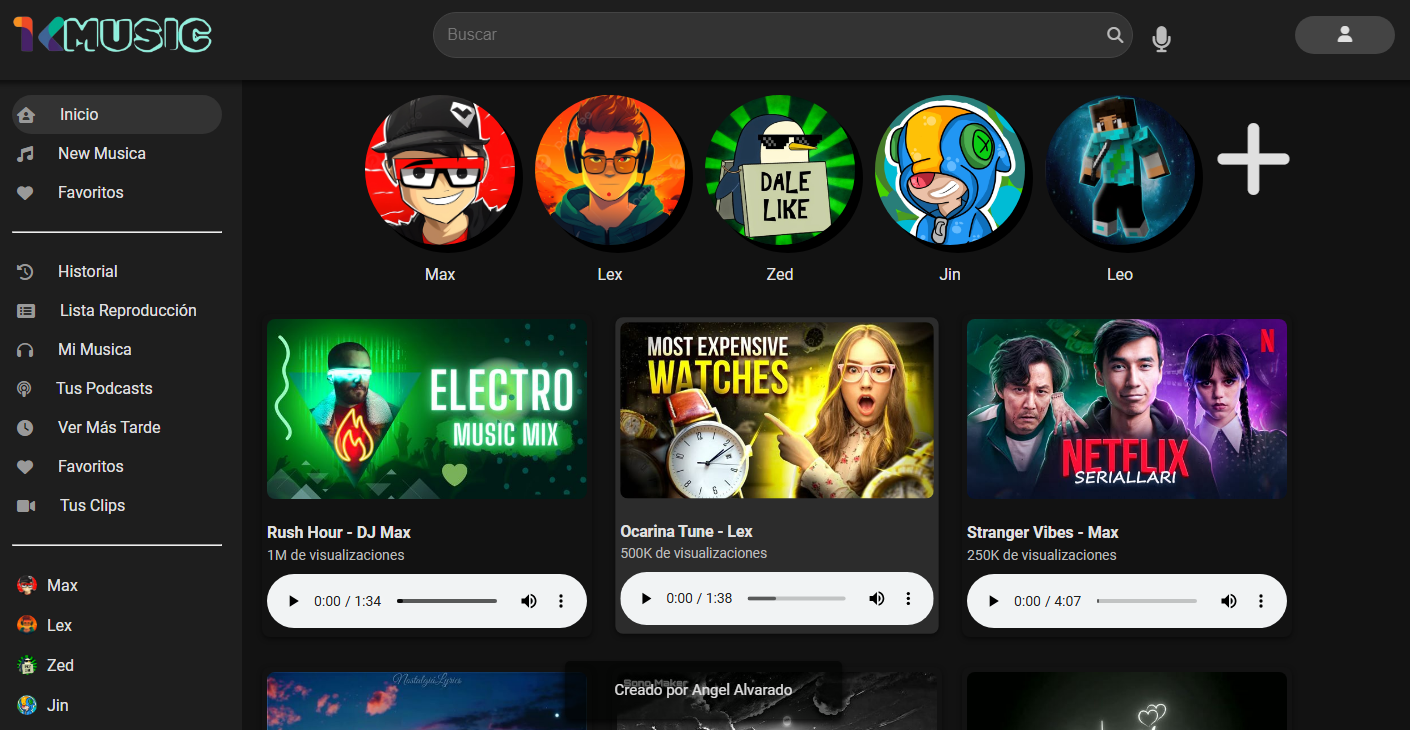 1KMUSIC
Buscar
Inicio
New Musica
Favoritos
Historial
Lista Reproducción
Mi Musica
Tus Podcasts
Ver Más Tarde
Favoritos
Tus Clips
Max
Lex
Zed
Jin
DALE
LIKE
Max
Lex
Zed
Jin
Leo
ELECTRO
MUSIC MIX
Rush Hour - DJ Max
1M de visualizaciones
0:00 / 1:34
MOST EXPENSIVE
WATCHES
Ocarina Tune - Lex
500K de visualizaciones
0:00 / 1:38
N
NETFLIX
SERIALLARI
Stranger Vibes - Max
250K de visualizaciones
0:00 / 4:07
Nostalgia Lyrics
Song Maker
Creado por Angel Alvarado